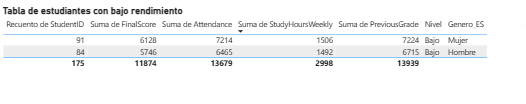 Tabla de estudiantes con bajo rendimiento
Recuento de StudentID Suma de FinalScore Suma de Attendance Suma de StudyHoursWeekly Suma de PreviousGrade Nivel Genero_ES
91 6128 7214 1506 7224 Bajo Mujer
84 5746 6465 1492 6715 Bajo Hombre
175 11874 13679 2998 13939